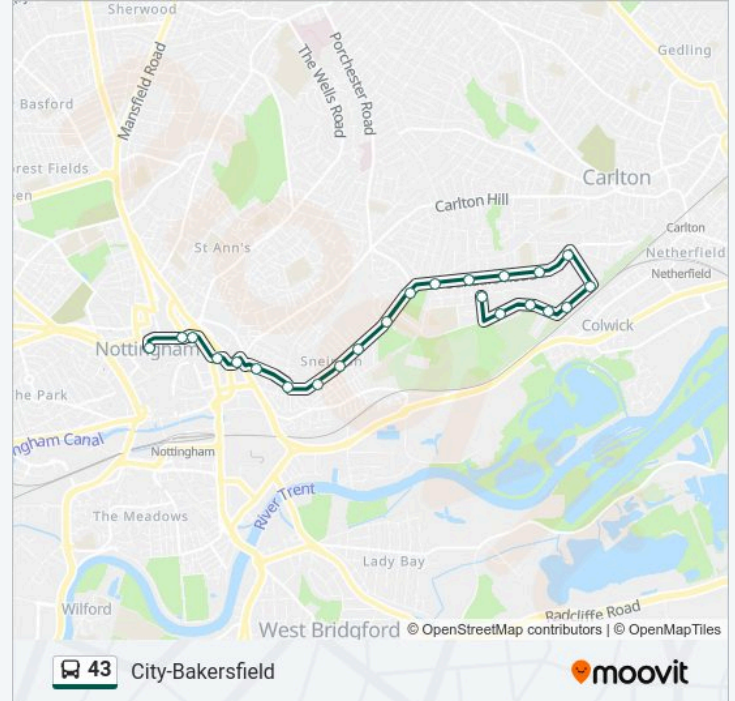 Sherwood
Mansfield Road
The Wells Road
Porchester Road
Gedling
Basford
rest Fields
een
Carlton
Carlton Hill
Carlton
St Ann's
Netherfield
Netherfield
Nottingham
Colwick
he Park
ngham Canal
Nottingham
River Trent
The Meadows
Lady Bay
Wilford
Radcliffe Road
West Bridgford
© OpenStreetMap contributors | © OpenMapTiles
43
City-Bakersfield
moovit